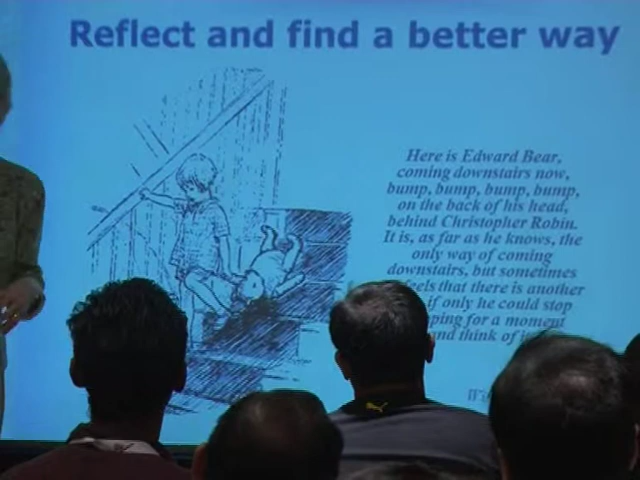 Reflect and find a better way
Here is Edward Bear,
coming downstairs now,
bump, bump, bump, bump,
on the back of his head,
behind Christopher Robin.
It is, as far as he knows, the
only way of coming
downstairs, but sometimes
feels that there is another
if only he could stop
ping for a moment
nd think of i